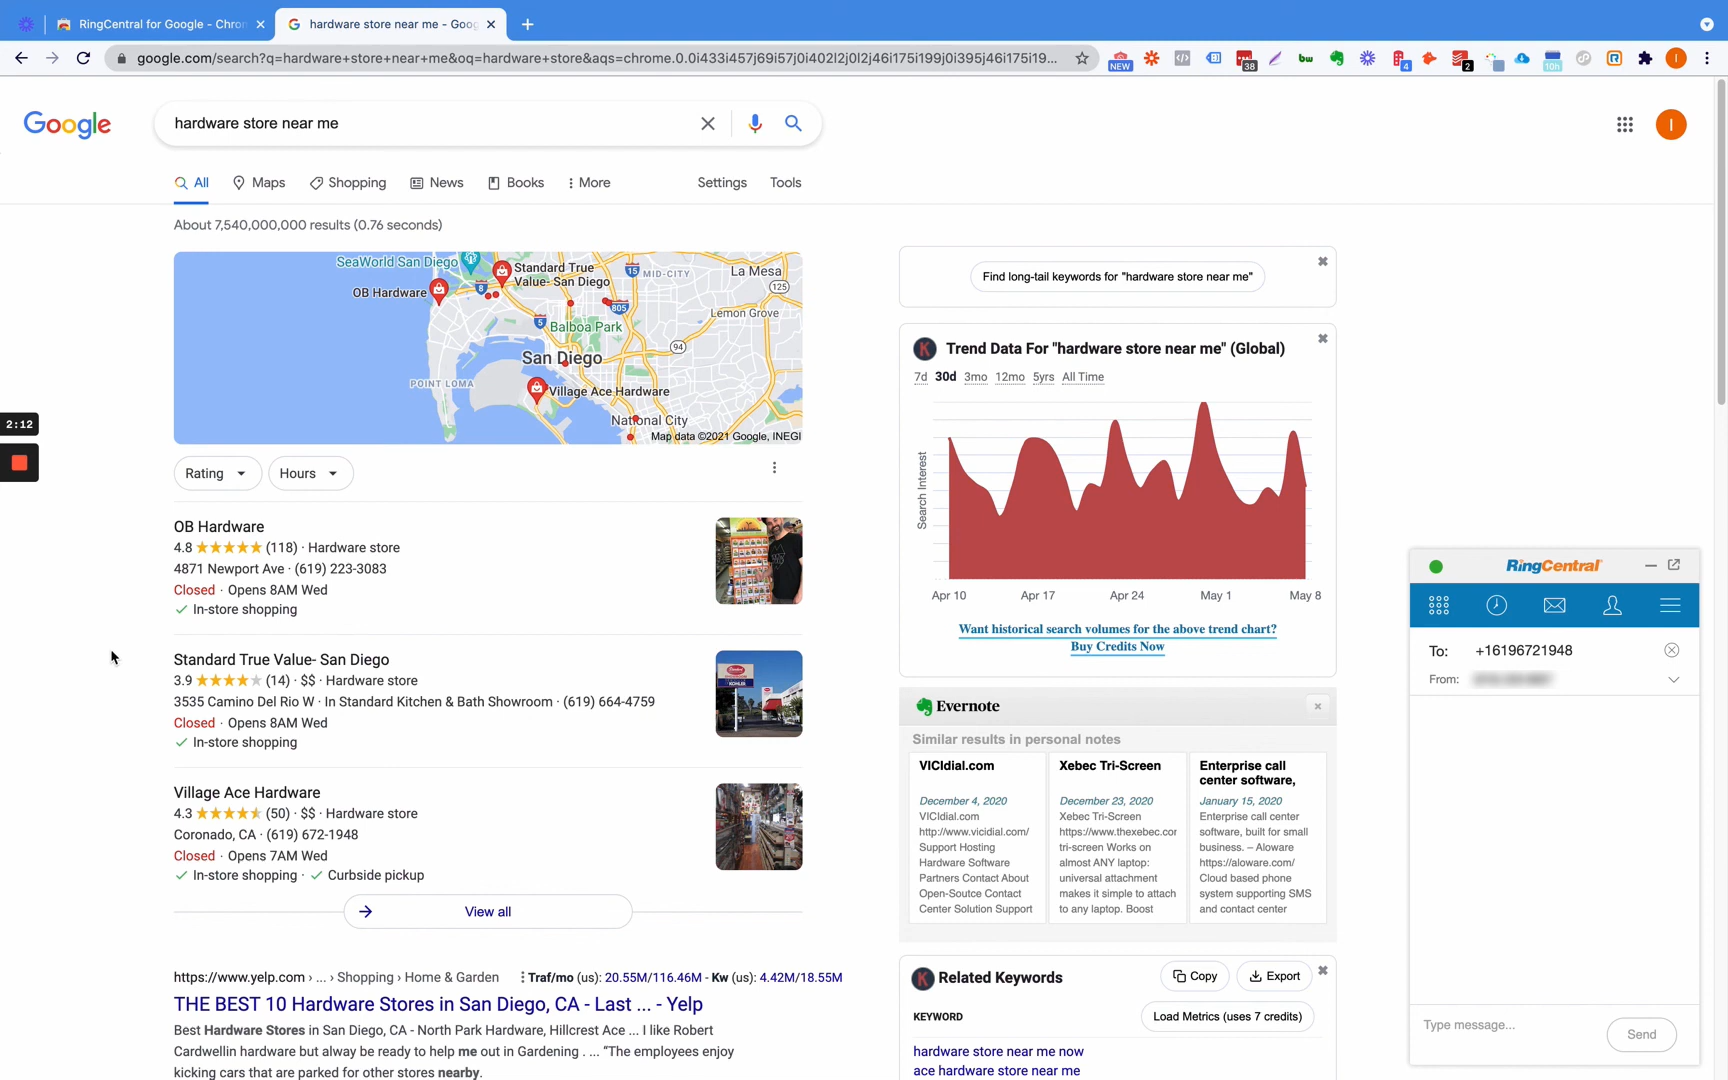 RingCentral for Google - Chron
hardware store near me - Goog
google.com/search?q=hardware+store+near+me&oq=hardware+store&aqs=chrome.0.0i433i457j69i57j0i402l2j0l2j46i175i199j0i395j46i175i19...
NEW
38
bw
4
2
10h
I
Google
hardware store near me
I
All
Maps
Shopping
News
Books
More
Settings
Tools
About 7,540,000,000 results (0.76 seconds)
SeaWorld San Diego
Standard True
Value- San Diego
15
MID-CITY
La Mesa
OB Hardware
8
125
805
5
Balboa Park
Lemon Grove
94
San Diego
POINT LOMA
Village Ace Hardware
National City
Map data ©2021 Google, INEGI
2:12
Rating
Hours
OB Hardware
4.8 (118) · Hardware store
4871 Newport Ave · (619) 223-3083
Closed · Opens 8AM Wed
In-store shopping
Standard True Value- San Diego
3.9 (14) · $$ · Hardware store
3535 Camino Del Rio W · In Standard Kitchen & Bath Showroom · (619) 664-4759
Closed · Opens 8AM Wed
In-store shopping
Village Ace Hardware
4.3 (50) · $$ · Hardware store
Coronado, CA · (619) 672-1948
Closed · Opens 7AM Wed
In-store shopping · Curbside pickup
View all
https://www.yelp.com › ... › Shopping › Home & Garden
Traf/mo (us): 20.55M/116.46M - Kw (us): 4.42M/18.55M
THE BEST 10 Hardware Stores in San Diego, CA - Last ... - Yelp
Best Hardware Stores in San Diego, CA - North Park Hardware, Hillcrest Ace ... I like Robert
Cardwellin hardware but alway be ready to help me out in Gardening . ... “The employees enjoy
kicking cars that are parked for other stores nearby.
Find long-tail keywords for "hardware store near me"
K
Trend Data For "hardware store near me" (Global)
7d 30d 3mo 12mo 5yrs All Time
Search Interest
Apr 10
Apr 17
Apr 24
May 1
May 8
Want historical search volumes for the above trend chart?
Buy Credits Now
Evernote
Similar results in personal notes
VICIdial.com
December 4, 2020
VICIdial.com
http://www.vicidial.com/
Support Hosting
Hardware Software
Partners Contact About
Open-Soutce Contact
Center Solution Support
Xebec Tri-Screen
December 23, 2020
Xebec Tri-Screen
https://www.thexebec.cor
tri-screen Works on
almost ANY laptop:
universal attachment
makes it simple to attach
to any laptop. Boost
Enterprise call
center software,
January 15, 2020
Enterprise call center
software, built for small
business. – Aloware
https://aloware.com/
Cloud based phone
system supporting SMS
and contact center
K
Related Keywords
Copy
Export
KEYWORD
Load Metrics (uses 7 credits)
hardware store near me now
ace hardware store near me
RingCentral
To: +16196721948
From:
Type message...
Send